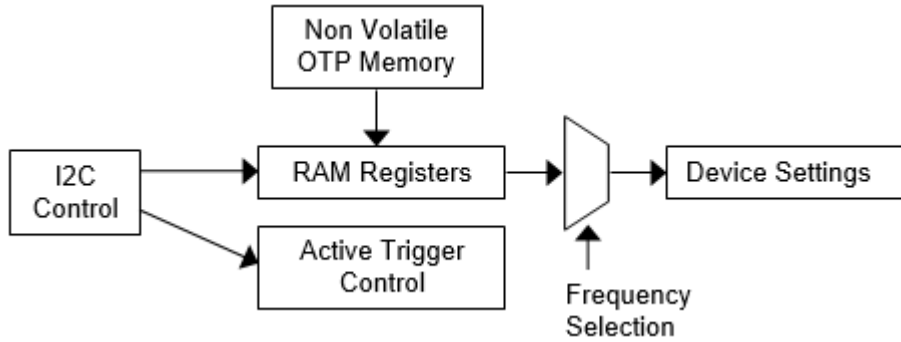 Non Volatile
OTP Memory
I2C
Control
RAM Registers
Device Settings
Active Trigger
Control
Frequency
Selection